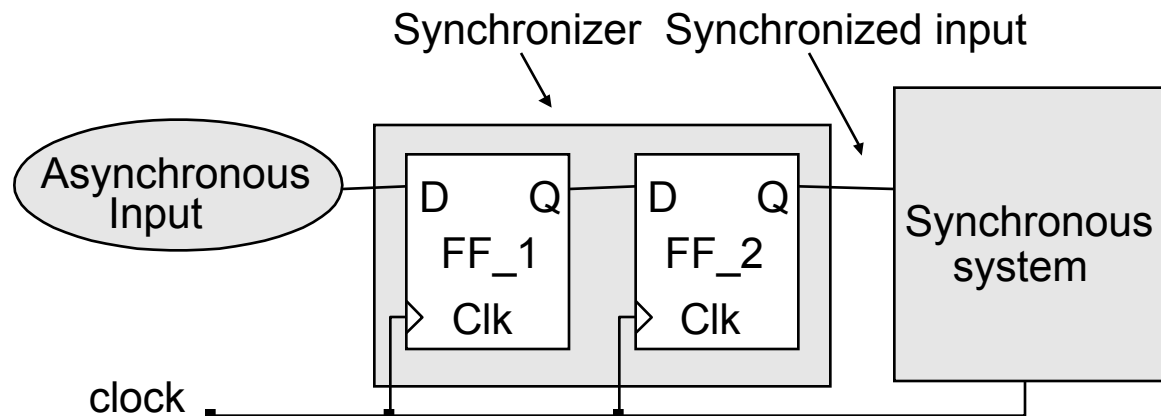 Synchronizer
Synchronized input
Asynchronous
Input
D
Q
FF_1
Clk
D
Q
FF_2
Clk
Synchronous
system
clock